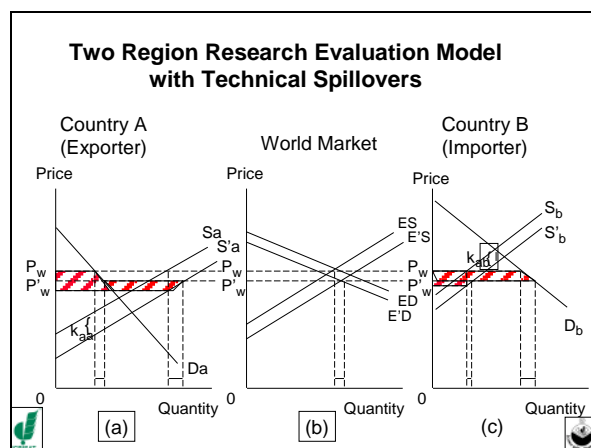 Two Region Research Evaluation Model
with Technical Spillovers
Country A
(Exporter)
World Market
Country B
(Importer)
Price
Price
Sa
S'a
ES
E'S
S_b
S'_b
k_ab
P_w
P'_w
P_w
P'_w
P_w
P'_w
ED
E'D
k_aa
{
Da
D_b
0
Quantity
0
Quantity
0
Quantity
(a)
(b)
(c)